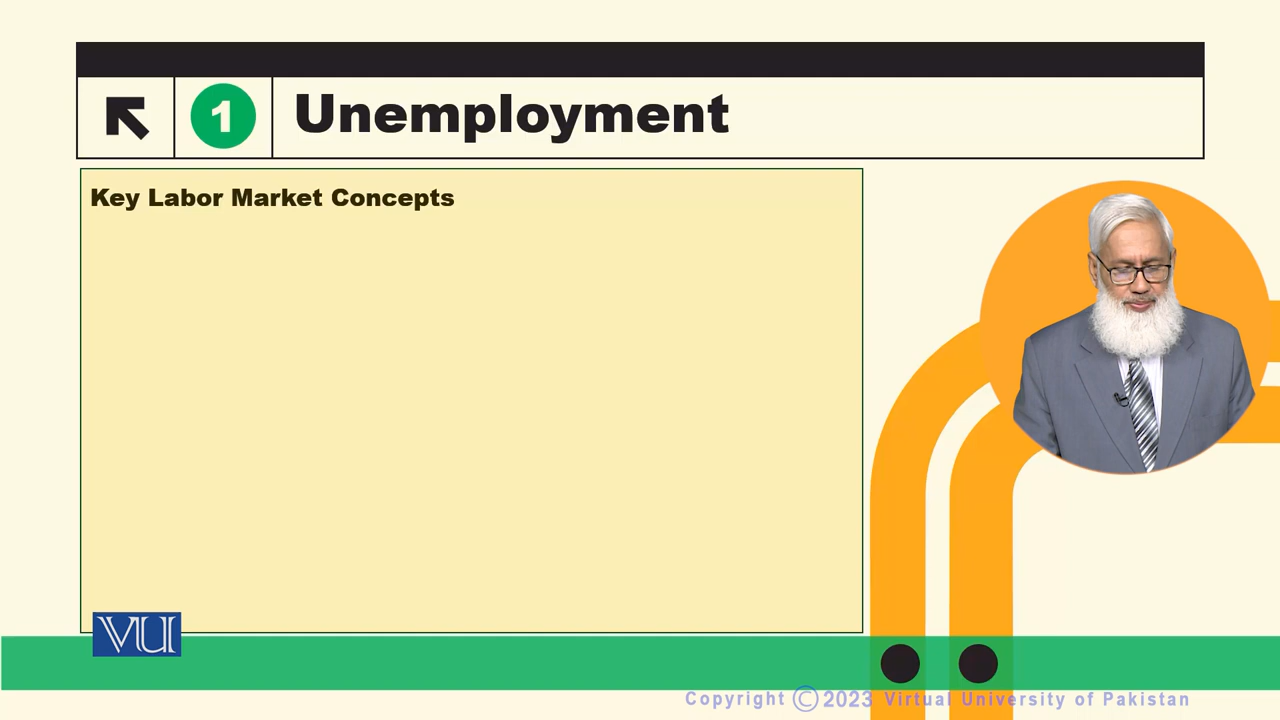 1
Unemployment
Key Labor Market Concepts
VU
Copyright ©2023 Virtual University of Pakistan